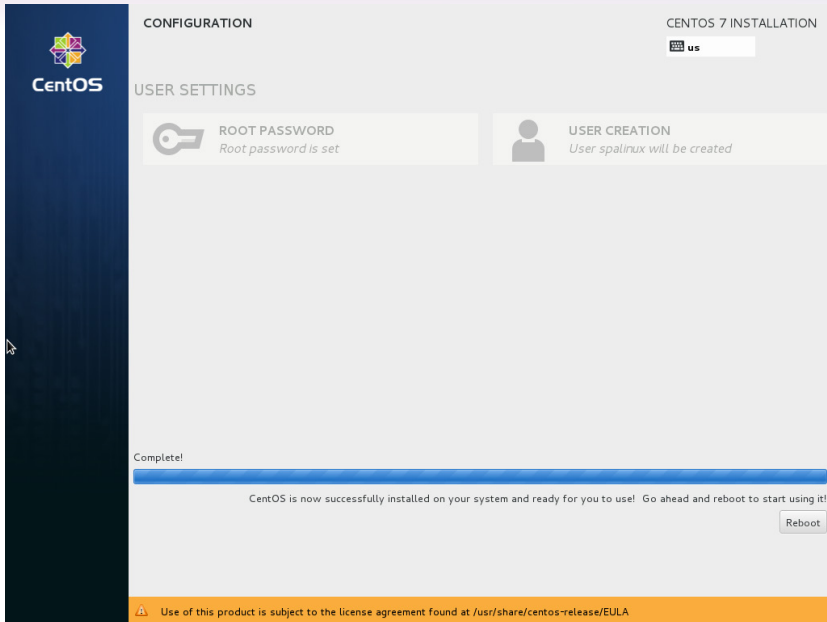 CONFIGURATION
CENTOS 7 INSTALLATION
us
CentOS
USER SETTINGS
ROOT PASSWORD
Root password is set
USER CREATION
User spalinux will be created
Complete!
CentOS is now successfully installed on your system and ready for you to use! Go ahead and reboot to start using it!
Reboot
Use of this product is subject to the license agreement found at /usr/share/centos-release/EULA